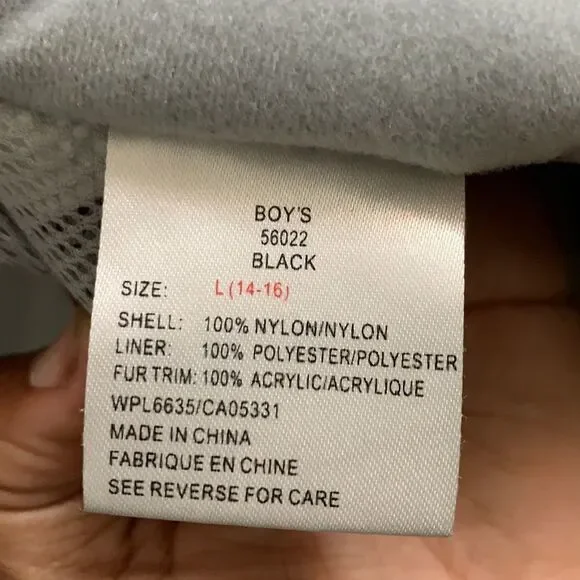 BOY'S
56022
BLACK
SIZE: L (14-16)
SHELL: 100% NYLON/NYLON
LINER: 100% POLYESTER/POLYESTER
FUR TRIM: 100% ACRYLIC/ACRYLIQUE
WPL6635/CA05331
MADE IN CHINA
FABRIQUE EN CHINE
SEE REVERSE FOR CARE